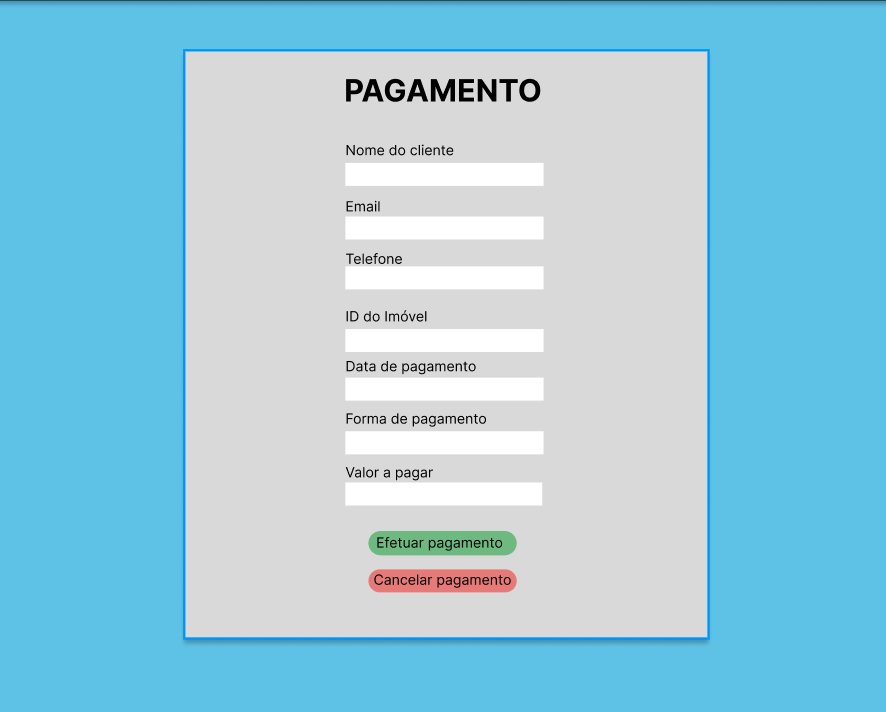 PAGAMENTO
Nome do cliente
Email
Telefone
ID do Imóvel
Data de pagamento
Forma de pagamento
Valor a pagar
Efetuar pagamento
Cancelar pagamento